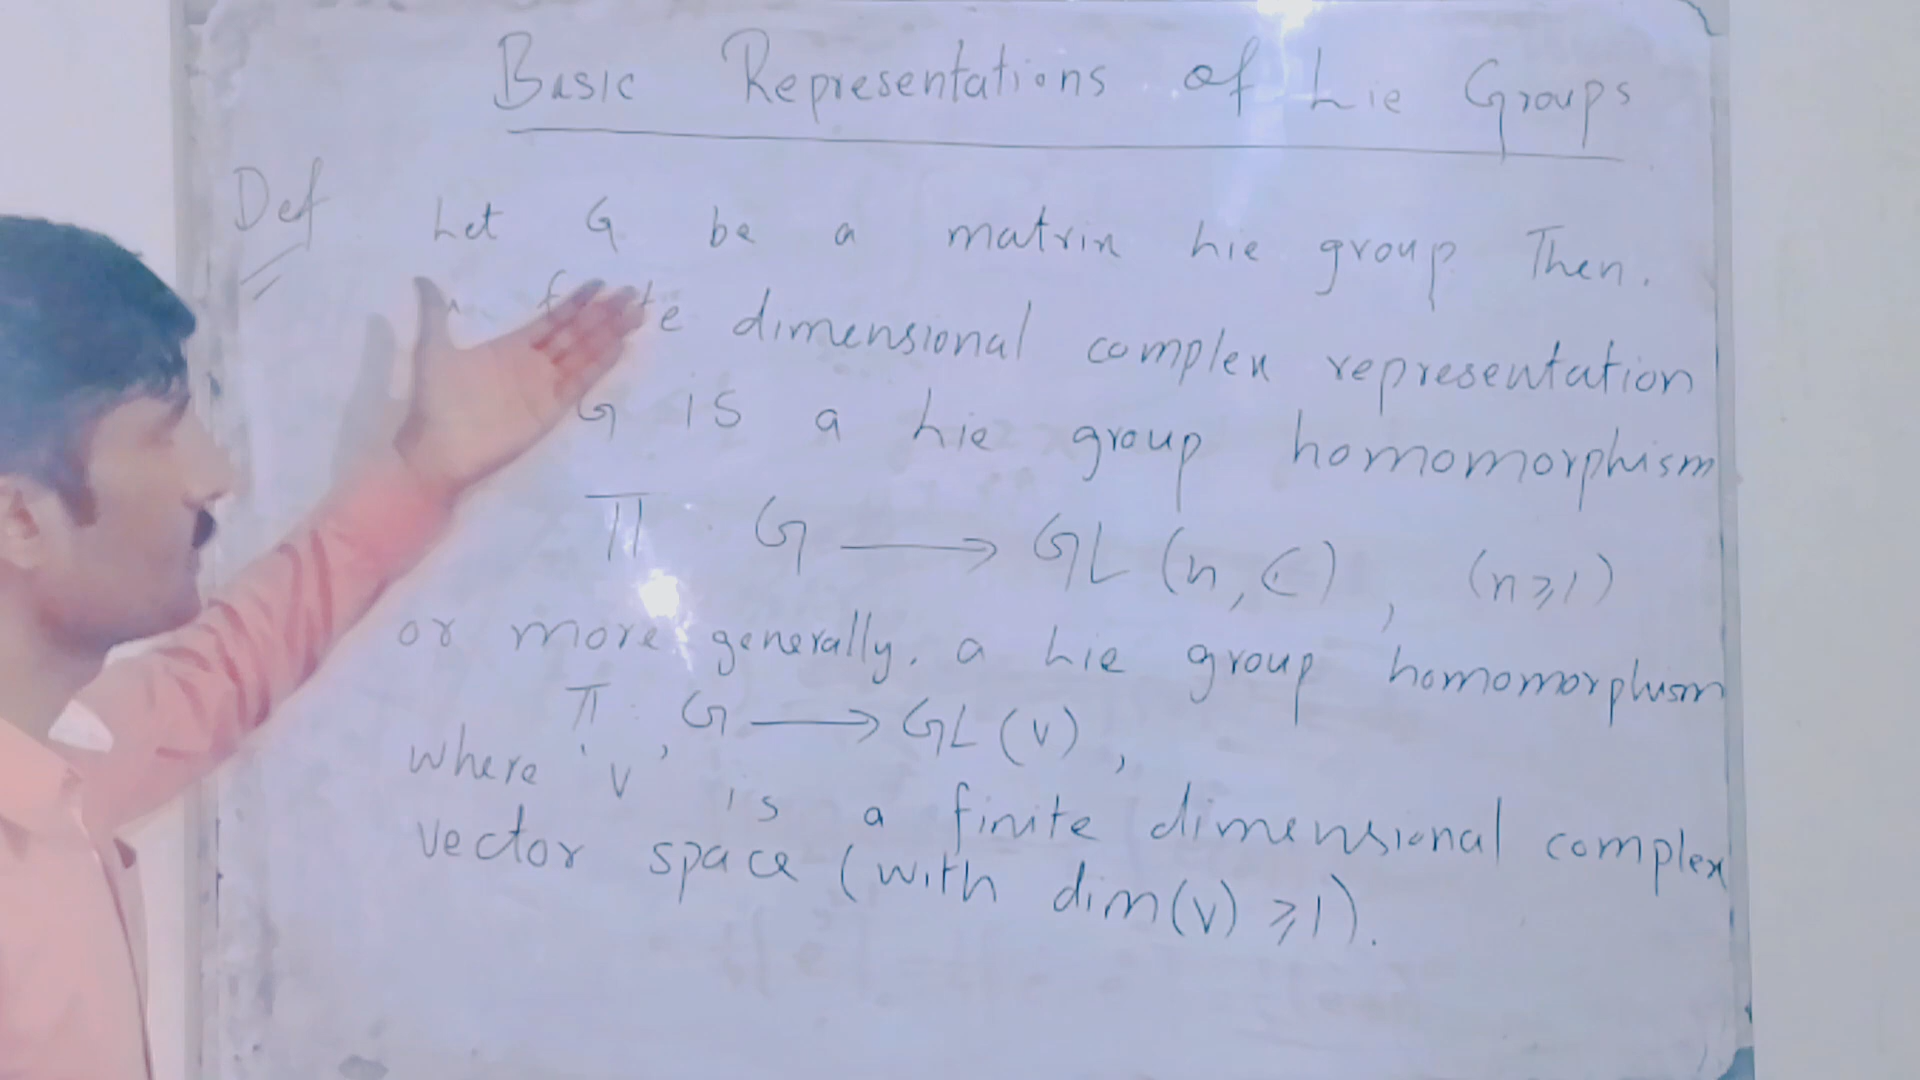 Basic Representations of Lie Groups
Def Let G be a matrix Lie group Then.
dimensional complex representation
G is a Lie group homomorphism
Π G → GL (n, ℂ), (n ≥ 1)
or more generally, a Lie group homomorphism
Π G → GL (V),
where 'V' is a finite dimensional complex
vector space (with dim(V) ≥ 1).